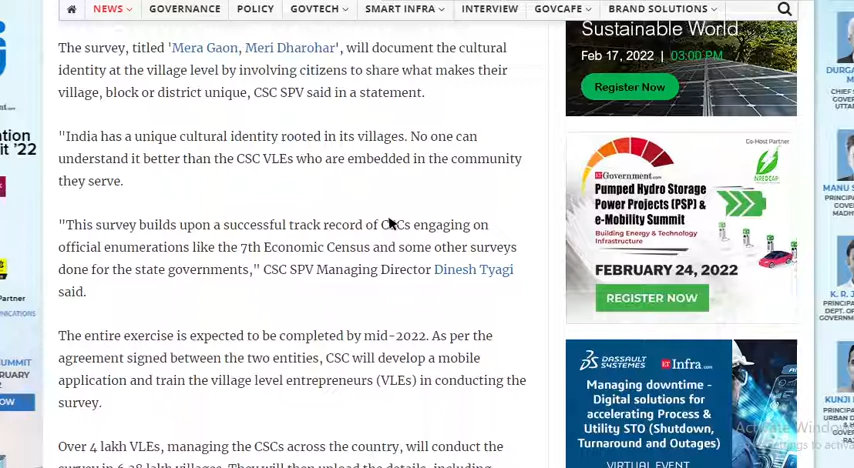 NEWS GOVERNANCE POLICY GOVTECH SMART INFRA INTERVIEW GOVCAFE BRAND SOLUTIONS
The survey, titled 'Mera Gaon, Meri Dharohar', will document the cultural
identity at the village level by involving citizens to share what makes their
village, block or district unique, CSC SPV said in a statement.
"India has a unique cultural identity rooted in its villages. No one can
understand it better than the CSC VLEs who are embedded in the community
they serve.
"This survey builds upon a successful track record of CSCs engaging on
official enumerations like the 7th Economic Census and some other surveys
done for the state governments," CSC SPV Managing Director Dinesh Tyagi
said.
The entire exercise is expected to be completed by mid-2022. As per the
agreement signed between the two entities, CSC will develop a mobile
application and train the village level entrepreneurs (VLEs) in conducting the
survey.
Over 4 lakh VLEs, managing the CSCs across the country, will conduct the
Sustainable World
Feb 17, 2022 | 03:00 PM
Register Now
Co-Host Partner
ETGovernment.com
NREDCAP
Pumped Hydro Storage
Power Projects (PSP) &
e-Mobility Summit
Building Energy & Technology
Infrastructure
FEBRUARY 24, 2022
REGISTER NOW
DASSAULT SYSTEMES ETInfra.com
Managing downtime -
Digital solutions for
accelerating Process &
Utility STO (Shutdown,
Turnaround and Outages)
VIRTUAL EVENT